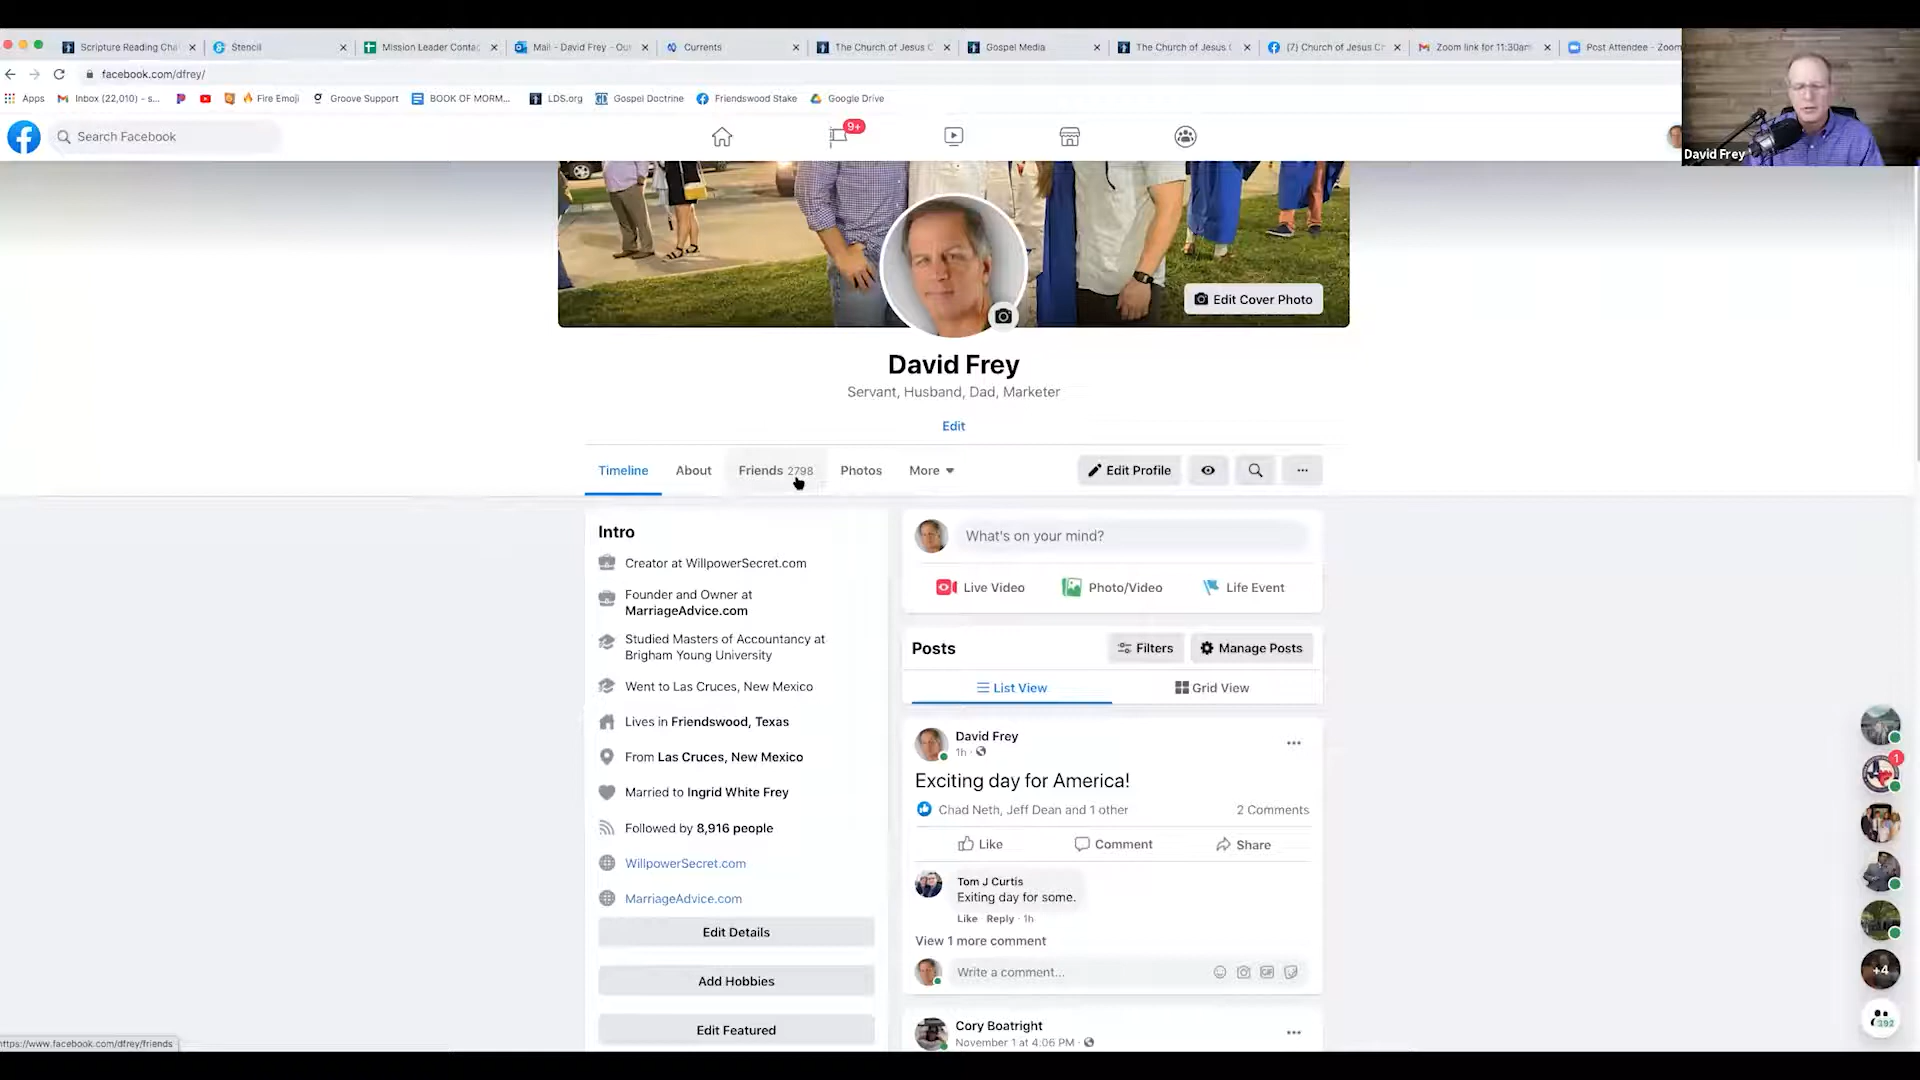 Scripture Reading Cha
Stencil
Mission Leader Contac
Mail - David Frey - Out
Currents
The Church of Jesus C
Gospel Media
The Church of Jesus C
(7) Church of Jesus Ch
Zoom link for 11:30am
Post Attendee - Zoom
facebook.com/dfrey/
Apps
Inbox (22,010) - s...
Fire Emoji
Groove Support
BOOK OF MORM...
LDS.org
Gospel Doctrine
Friendswood Stake
Google Drive
Search Facebook
9+
David Frey
Edit Cover Photo
David Frey
Servant, Husband, Dad, Marketer
Edit
Timeline
About
Friends 2798
Photos
More
Edit Profile
Intro
Creator at WillpowerSecret.com
Founder and Owner at
MarriageAdvice.com
Studied Masters of Accountancy at
Brigham Young University
Went to Las Cruces, New Mexico
Lives in Friendswood, Texas
From Las Cruces, New Mexico
Married to Ingrid White Frey
Followed by 8,916 people
WillpowerSecret.com
MarriageAdvice.com
Edit Details
Add Hobbies
Edit Featured
What's on your mind?
Live Video
Photo/Video
Life Event
Posts
Filters
Manage Posts
List View
Grid View
David Frey
1h
Exciting day for America!
Chad Neth, Jeff Dean and 1 other
2 Comments
Like
Comment
Share
Tom J Curtis
Exiting day for some.
Like Reply · 1h
View 1 more comment
Write a comment...
GIF
Cory Boatright
November 1 at 4:06 PM
1
+4
392
https://www.facebook.com/dfrey/friends